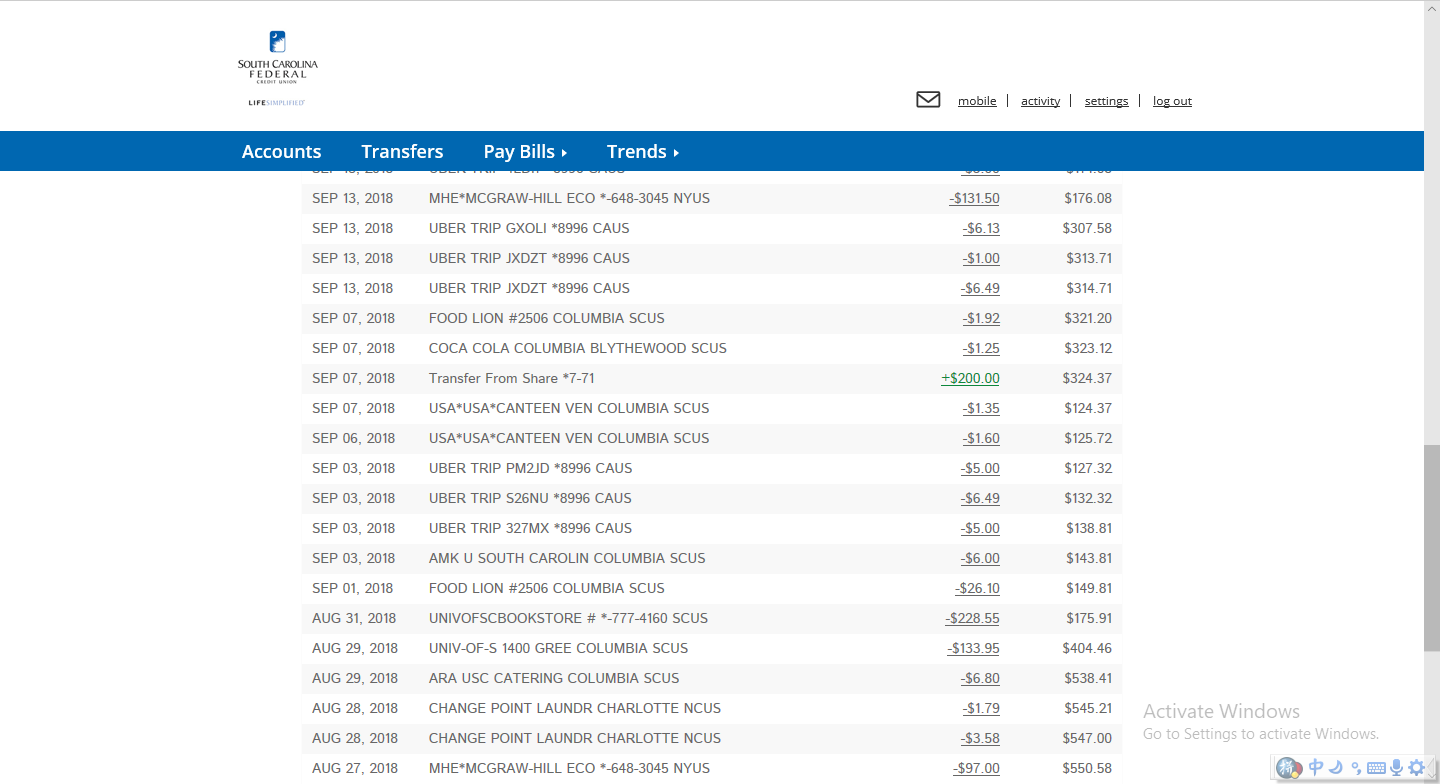 SOUTH CAROLINA
FEDERAL
CREDIT UNION
LIFESIMPLIFIED
mobile | activity | settings | log out
Accounts Transfers Pay Bills Trends
SEP 13, 2018 MHE*MCGRAW-HILL ECO *-648-3045 NYUS -$131.50 $176.08
SEP 13, 2018 UBER TRIP GXOLI *8996 CAUS -$6.13 $307.58
SEP 13, 2018 UBER TRIP JXDZT *8996 CAUS -$1.00 $313.71
SEP 13, 2018 UBER TRIP JXDZT *8996 CAUS -$6.49 $314.71
SEP 07, 2018 FOOD LION #2506 COLUMBIA SCUS -$1.92 $321.20
SEP 07, 2018 COCA COLA COLUMBIA BLYTHEWOOD SCUS -$1.25 $323.12
SEP 07, 2018 Transfer From Share *7-71 +$200.00 $324.37
SEP 07, 2018 USA*USA*CANTEEN VEN COLUMBIA SCUS -$1.35 $124.37
SEP 06, 2018 USA*USA*CANTEEN VEN COLUMBIA SCUS -$1.60 $125.72
SEP 03, 2018 UBER TRIP PM2JD *8996 CAUS -$5.00 $127.32
SEP 03, 2018 UBER TRIP S26NU *8996 CAUS -$6.49 $132.32
SEP 03, 2018 UBER TRIP 327MX *8996 CAUS -$5.00 $138.81
SEP 03, 2018 AMK U SOUTH CAROLIN COLUMBIA SCUS -$6.00 $143.81
SEP 01, 2018 FOOD LION #2506 COLUMBIA SCUS -$26.10 $149.81
AUG 31, 2018 UNIVOFSCBOOKSTORE # *-777-4160 SCUS -$228.55 $175.91
AUG 29, 2018 UNIV-OF-S 1400 GREE COLUMBIA SCUS -$133.95 $404.46
AUG 29, 2018 ARA USC CATERING COLUMBIA SCUS -$6.80 $538.41
AUG 28, 2018 CHANGE POINT LAUNDR CHARLOTTE NCUS -$1.79 $545.21
AUG 28, 2018 CHANGE POINT LAUNDR CHARLOTTE NCUS -$3.58 $547.00
AUG 27, 2018 MHE*MCGRAW-HILL ECO *-648-3045 NYUS -$97.00 $550.58
Activate Windows
Go to Settings to activate Windows.
中